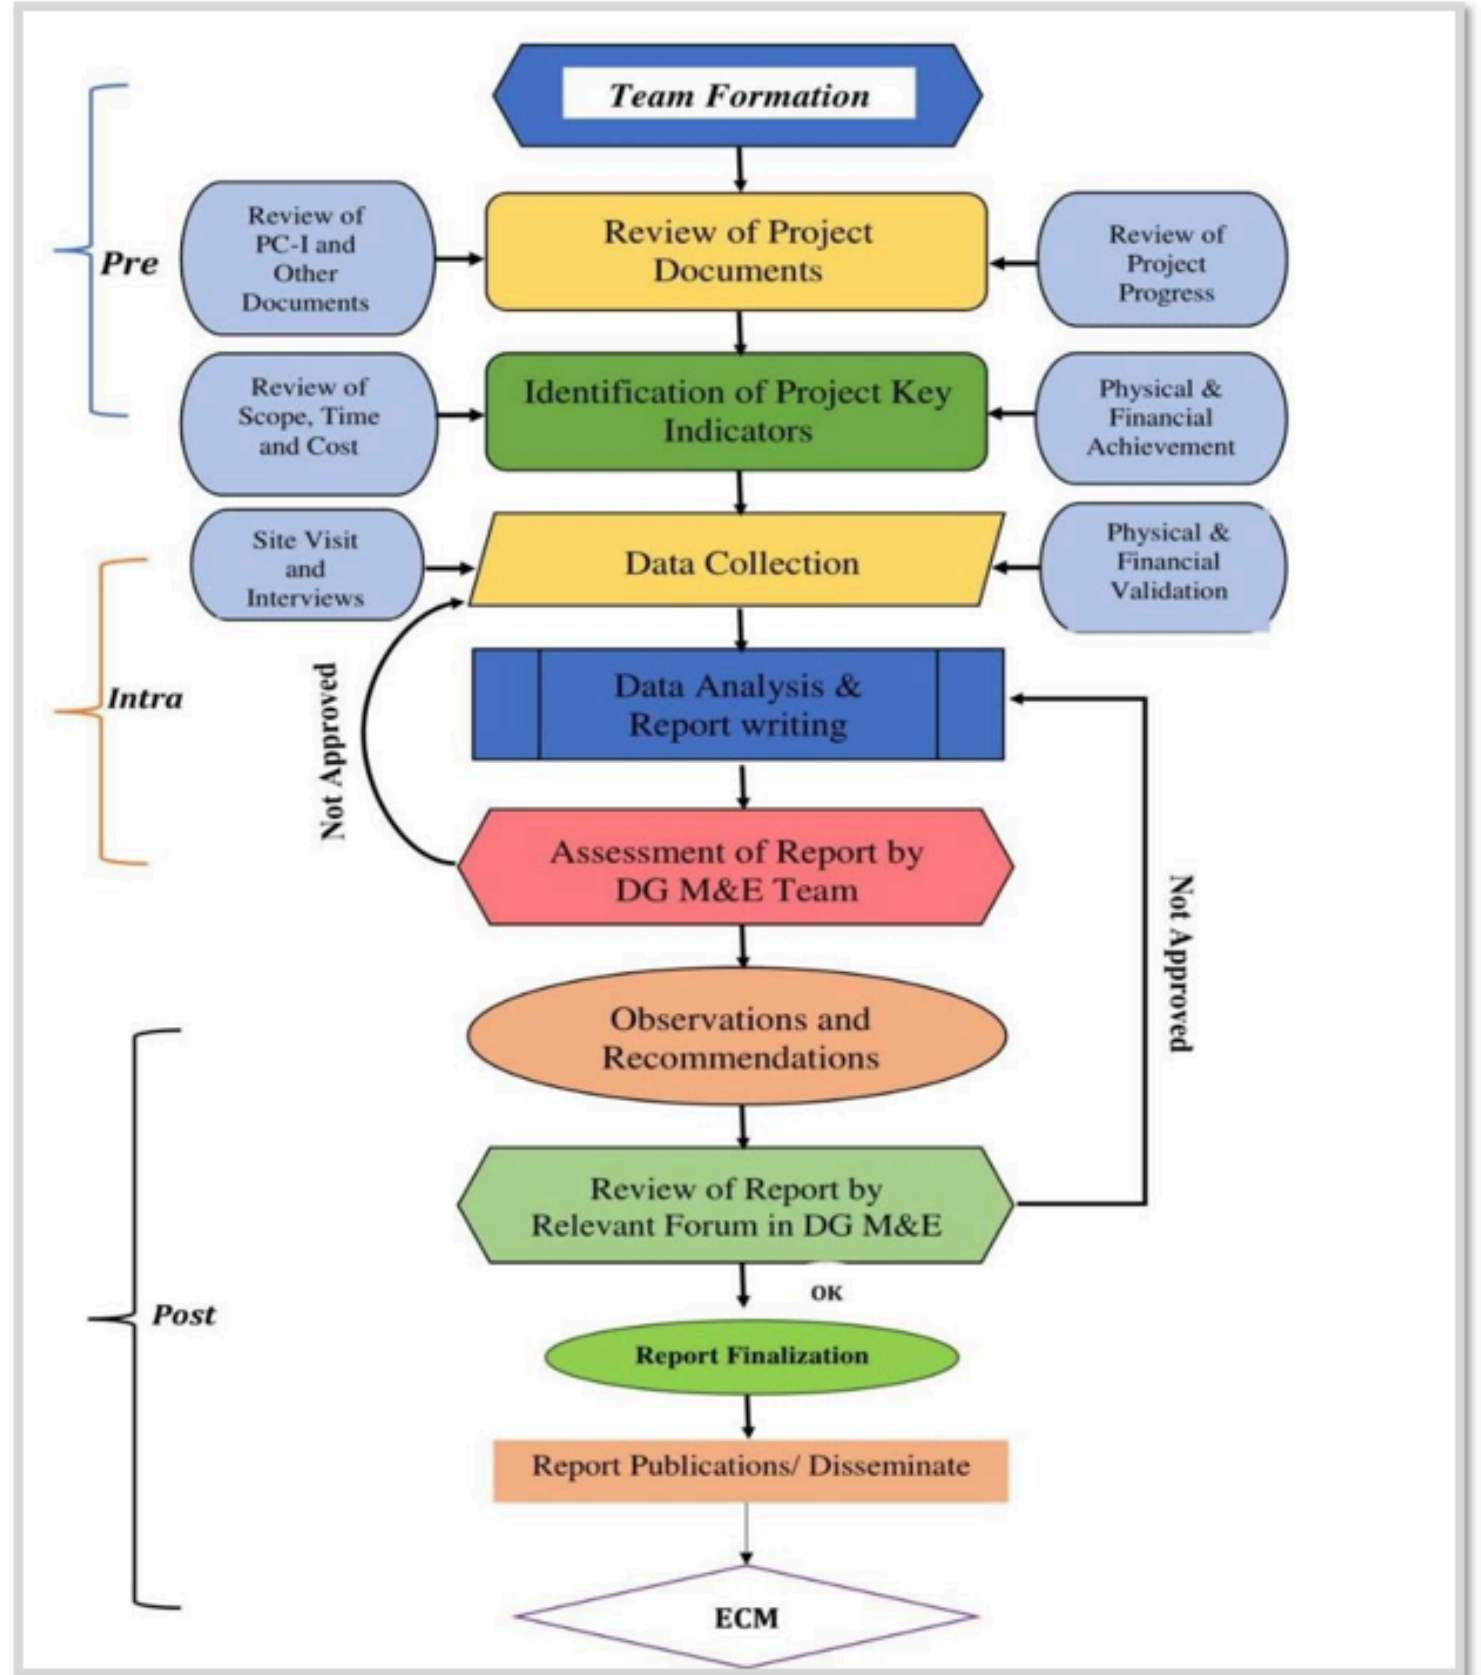 Team Formation
Review of
PC-I and
Other
Documents
Pre
Review of Project
Documents
Review of
Project
Progress
Review of
Scope, Time
and Cost
Identification of Project Key
Indicators
Physical &
Financial
Achievement
Site Visit
and
Interviews
Data Collection
Physical &
Financial
Validation
Intra
Not Approved
Data Analysis &
Report writing
Assessment of Report by
DG M&E Team
Not Approved
Observations and
Recommendations
Review of Report by
Relevant Forum in DG M&E
OK
Post
Report Finalization
Report Publications/ Disseminate
ECM